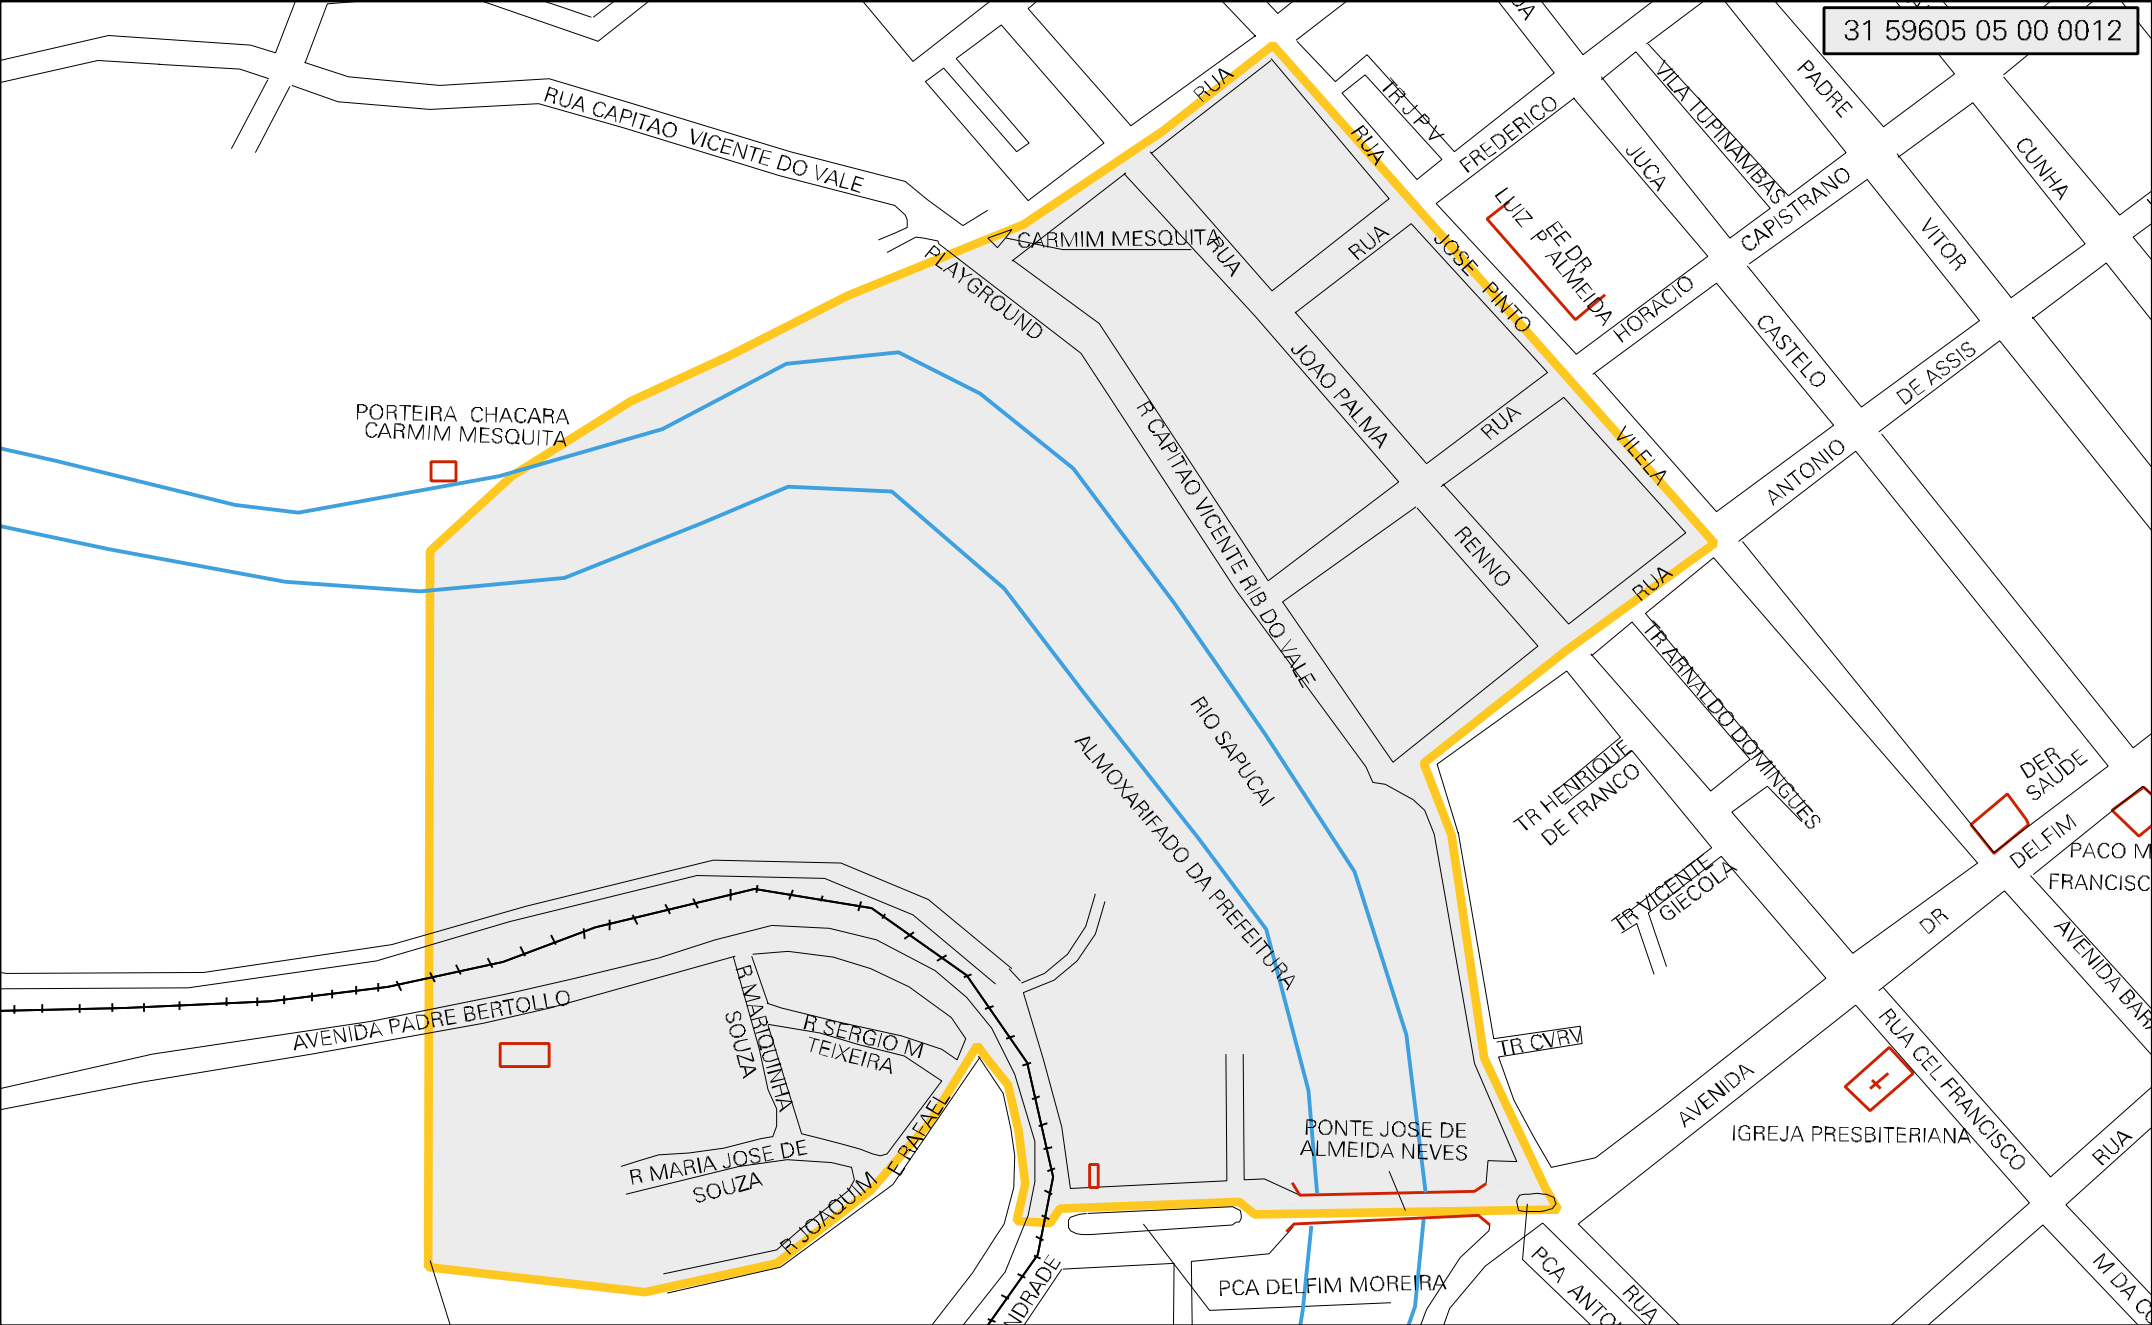 31 59605 05 00 0012
RUA CAPITAO VICENTE DO VALE
RUA
RUA
TR J P V
FREDERICO
VILA TUPINAMBAS
PADRE
JUCA
CUNHA
CAPISTRANO
VITOR
LUIZ P ALMEIDA
EE DR
CARMIM MESQUITA
RUA
RUA
JOSE PINTO
PLAYGROUND
HORACIO
CASTELO
DE ASSIS
JOAO PALMA
PORTEIRA CHACARA
CARMIM MESQUITA
R CAPITAO VICENTE RIB DO VALE
RUA
VILELA
ANTONIO
RENNO
RUA
TR ARNALDO DOMINGUES
RIO SAPUCAI
ALMOXARIFADO DA PREFEITURA
TR HENRIQUE
DE FRANCO
DER
SAUDE
DELFIM
PACO M
FRANCISC
TR VICENTE
GIECOLA
DR
AVENIDA BARA
AVENIDA PADRE BERTOLLO
R MARIQUINHA
SOUZA
R SERGIO M
TEIXEIRA
TR CVRV
RUA CEL FRANCISCO
AVENIDA
IGREJA PRESBITERIANA
RUA
PONTE JOSE DE
ALMEIDA NEVES
R MARIA JOSE DE
SOUZA
R JOAQUIM
E RAFAEL
NDRADE
PCA DELFIM MOREIRA
PCA ANTO
RUA
M DA CO